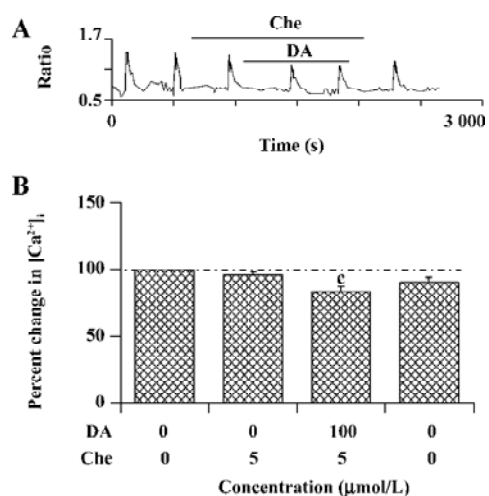 A
Che
DA
1.7
Ratio
0.5
0
3 000
Time (s)
B
150
100
50
0
Percent change in [Ca²⁺]i
c
DA 0 0 100 0
Che 0 5 5 0
Concentration (μmol/L)